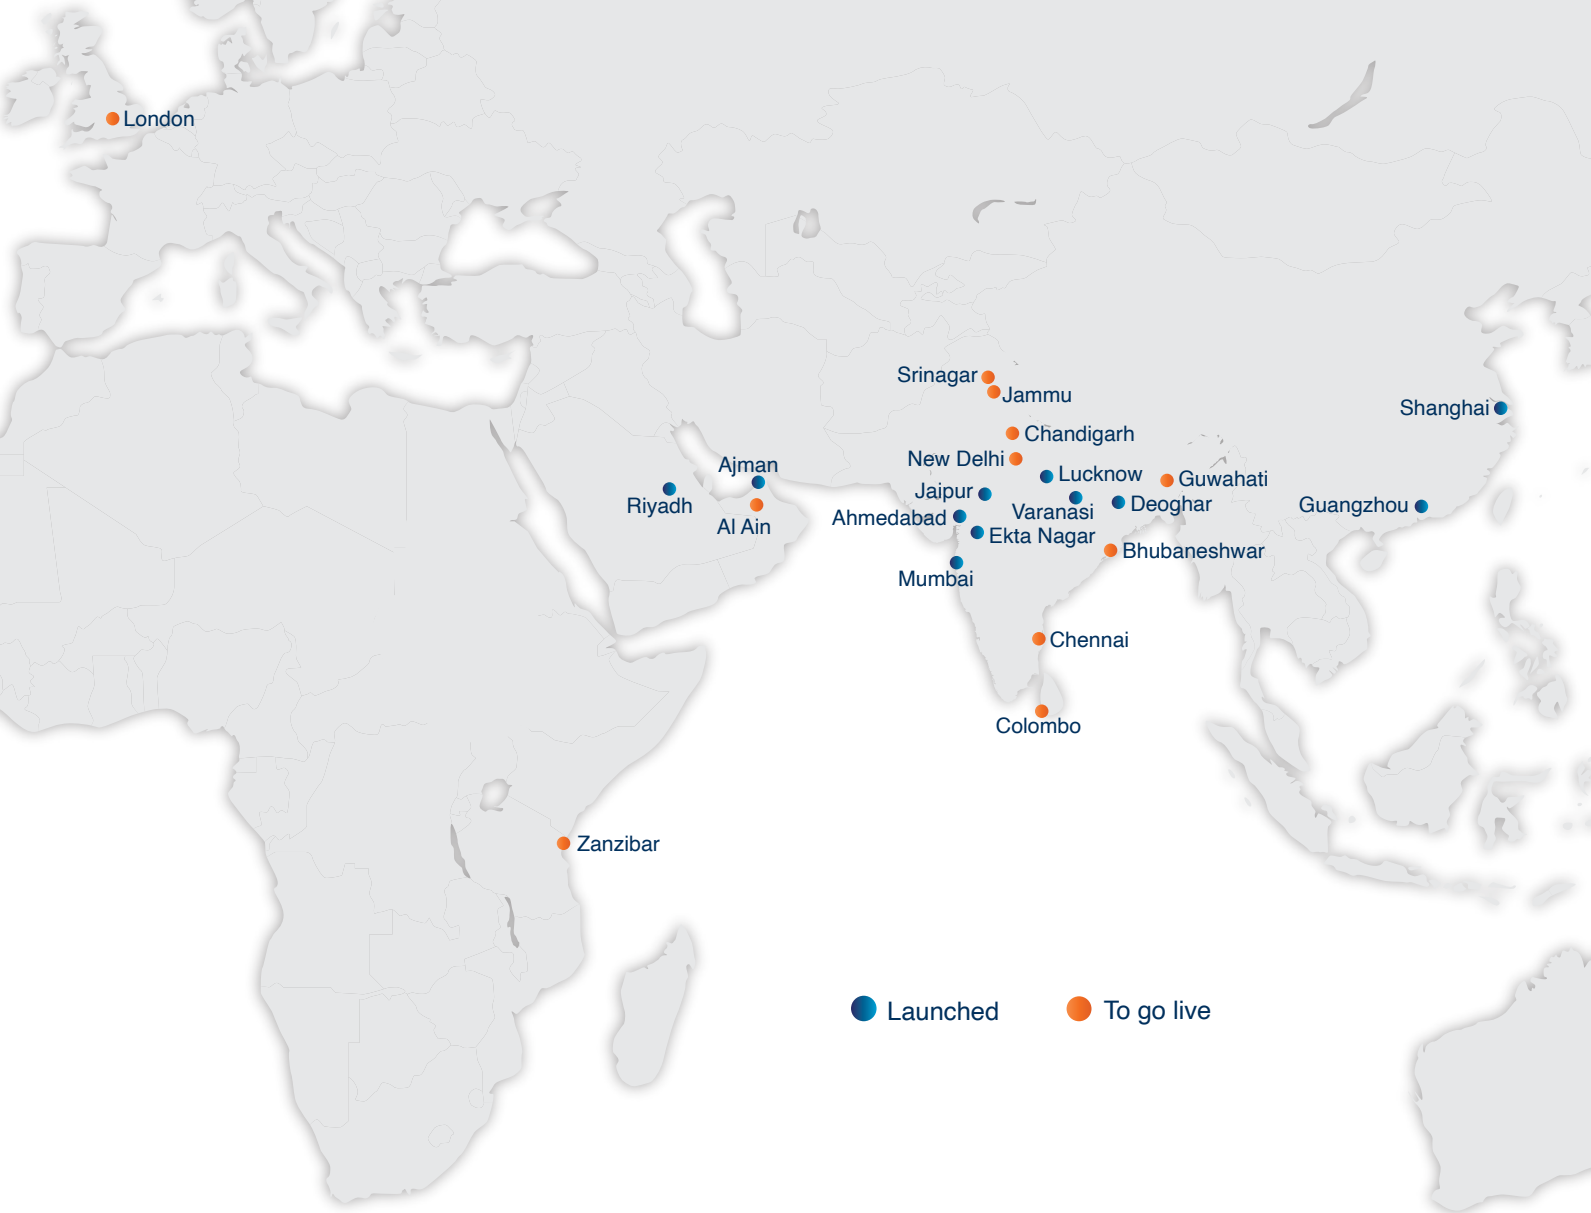 London
Srinagar
Jammu
Shanghai
Chandigarh
New Delhi
Ajman
Lucknow
Guwahati
Jaipur
Riyadh
Varanasi
Deoghar
Guangzhou
Ahmedabad
Al Ain
Ekta Nagar
Bhubaneshwar
Mumbai
Chennai
Colombo
Zanzibar
Launched
To go live